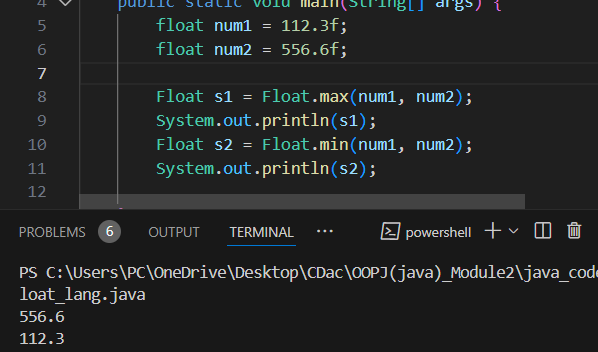 4 public static void main(String[] args) {
5 float num1 = 112.3f;
6 float num2 = 556.6f;
7
8 Float s1 = Float.max(num1, num2);
9 System.out.println(s1);
10 Float s2 = Float.min(num1, num2);
11 System.out.println(s2);
12
PROBLEMS 6 OUTPUT TERMINAL ··· powershell
PS C:\Users\PC\OneDrive\Desktop\CDac\OOPJ(java)_Module2\java_code
loat_lang.java
556.6
112.3